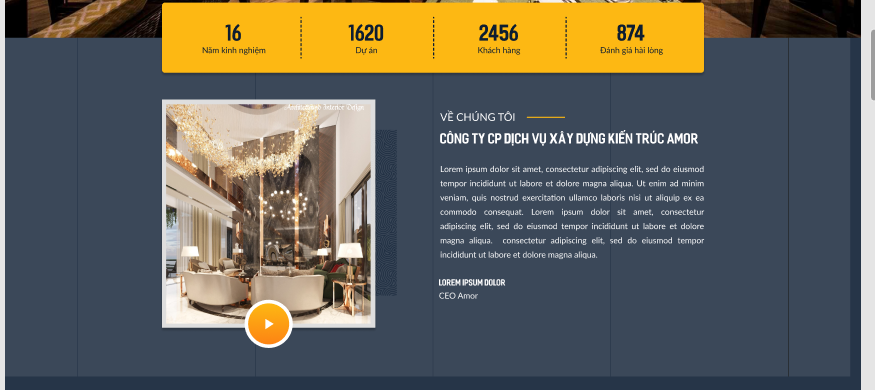 16
1620
2456
874
Năm kinh nghiệm
Dự án
Khách hàng
Đánh giá hài lòng
Interior Design
VỀ CHÚNG TÔI
CÔNG TY CP DỊCH VỤ XÂY DỰNG KIẾN TRÚC AMOR
Lorem ipsum dolor sit amet, consectetur adipiscing elit, sed do eiusmod
tempor incididunt ut labore et dolore magna aliqua. Ut enim ad minim
veniam, quis nostrud exercitation ullamco laboris nisi ut aliquip ex ea
commodo consequat. Lorem ipsum dolor sit amet, consectetur
adipiscing elit, sed do eiusmod tempor incididunt ut labore et dolore
magna aliqua. consectetur adipiscing elit, sed do eiusmod tempor
incididunt ut labore et dolore magna aliqua.
LOREM IPSUM DOLOR
CEO Amor